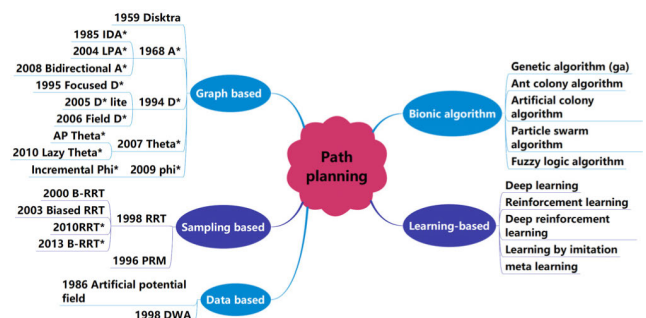 1959 Disktra
1985 IDA*
2004 LPA*
1968 A*
2008 Bidirectional A*
1995 Focused D*
2005 D* lite
1994 D*
2006 Field D*
AP Theta*
2007 Theta*
2010 Lazy Theta*
Incremental Phi*
2009 phi*
Graph based
2000 B-RRT
2003 Biased RRT
1998 RRT
2010RRT*
2013 B-RRT*
1996 PRM
Sampling based
1986 Artificial potential
field
1998 DWA
Data based
Path
planning
Bionic algorithm
Genetic algorithm (ga)
Ant colony algorithm
Artificial colony
algorithm
Particle swarm
algorithm
Fuzzy logic algorithm
Learning-based
Deep learning
Reinforcement learning
Deep reinforcement
learning
Learning by imitation
meta learning